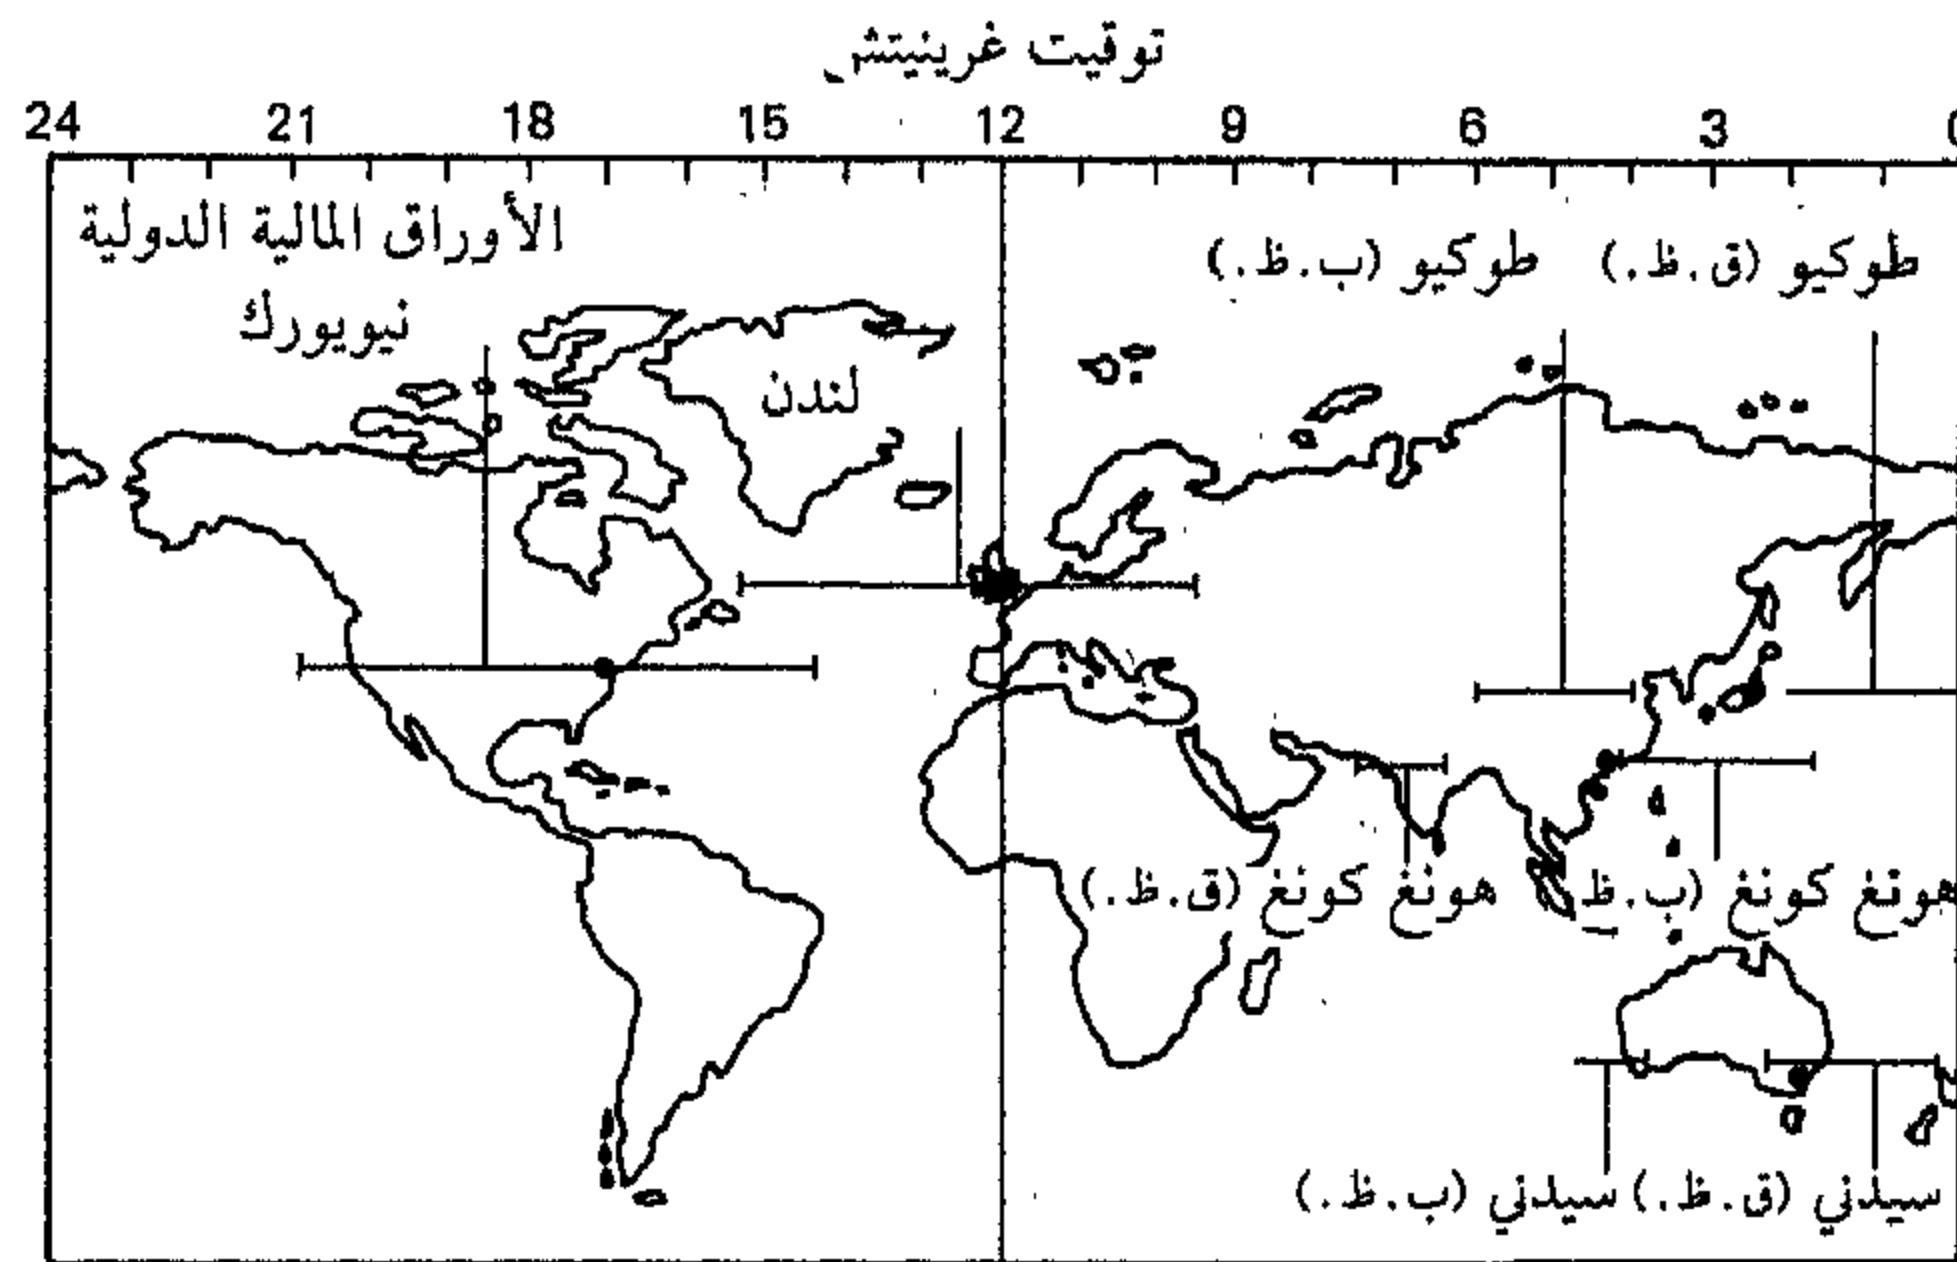 توقيت غرينيتش
24 21 18 15 12 9 6 3 0
الأوراق المالية الدولية
طوكيو (ب.ظ.) طوكيو (ق.ظ.)
نيويورك
لندن
هونغ كونغ (ق.ظ.) هونغ كونغ (ب.ظ.
سيدني (ب.ظ.) سيدني (ق.ظ.)